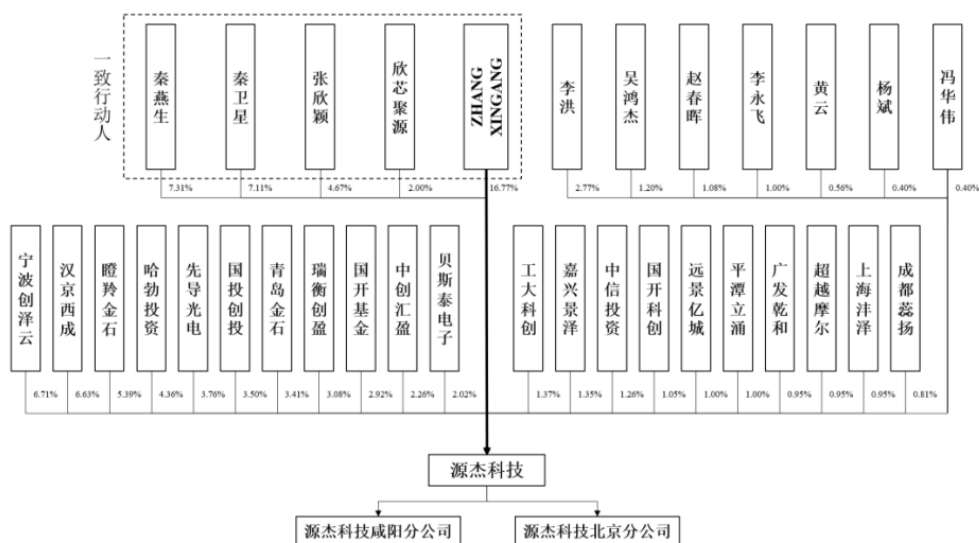 一致行动人
秦燕生
秦卫星
张欣颖
欣芯聚源
ZHANG
XINGANG
李洪
吴鸿杰
赵春晖
李永飞
黄云
杨斌
冯华伟
7.31%
7.11%
4.67%
2.00%
16.77%
2.77%
1.20%
1.08%
1.00%
0.56%
0.40%
0.40%
宁波创泽云
汉京西成
瞪羚金石
哈勃投资
先导光电
国投创投
青岛金石
瑞衡创盈
国开基金
中创汇盈
贝斯泰电子
工大科创
嘉兴景泽
中信投资
国开科创
远景亿城
平潭立涌
广发乾和
超越摩尔
上海沣泽
成都蕊扬
6.71%
6.63%
5.39%
4.36%
3.76%
3.50%
3.41%
3.08%
2.92%
2.26%
2.02%
1.37%
1.35%
1.26%
1.05%
1.00%
1.00%
0.95%
0.95%
0.95%
0.81%
源杰科技
源杰科技咸阳分公司
源杰科技北京分公司